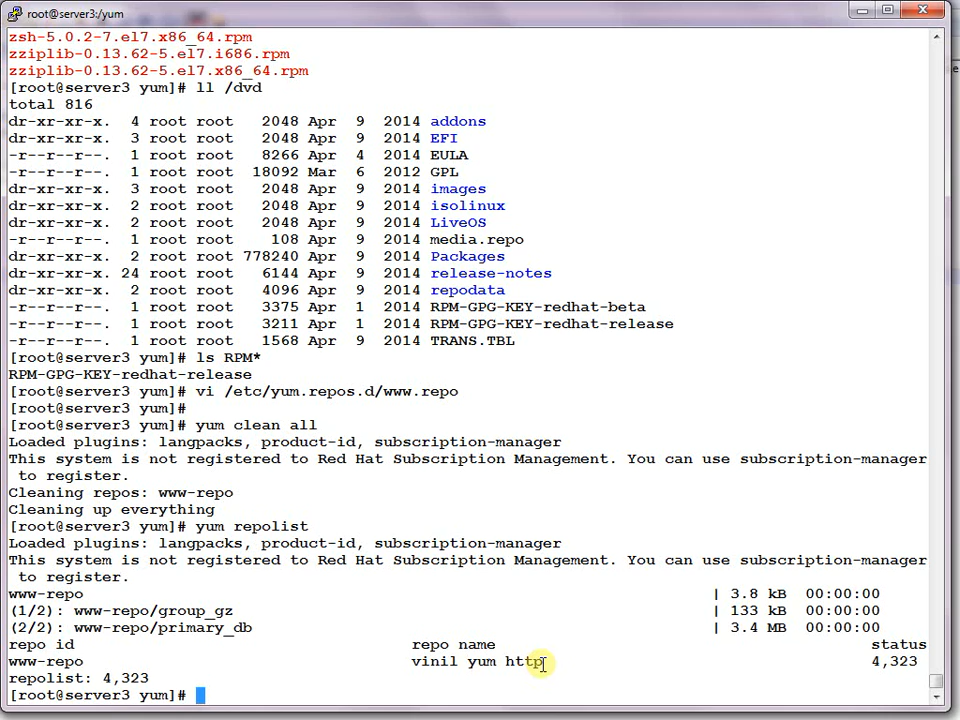 root@server3:/yum
zsh-5.0.2-7.el7.x86_64.rpm
zziplib-0.13.62-5.el7.i686.rpm
zziplib-0.13.62-5.el7.x86_64.rpm
[root@server3 yum]# ll /dvd
total 816
dr-xr-xr-x. 4 root root 2048 Apr 9 2014 addons
dr-xr-xr-x. 3 root root 2048 Apr 9 2014 EFI
-r--r--r--. 1 root root 8266 Apr 4 2014 EULA
-r--r--r--. 1 root root 18092 Mar 6 2012 GPL
dr-xr-xr-x. 3 root root 2048 Apr 9 2014 images
dr-xr-xr-x. 2 root root 2048 Apr 9 2014 isolinux
dr-xr-xr-x. 2 root root 2048 Apr 9 2014 LiveOS
-r--r--r--. 1 root root 108 Apr 9 2014 media.repo
dr-xr-xr-x. 2 root root 778240 Apr 9 2014 Packages
dr-xr-xr-x. 24 root root 6144 Apr 9 2014 release-notes
dr-xr-xr-x. 2 root root 4096 Apr 9 2014 repodata
-r--r--r--. 1 root root 3375 Apr 1 2014 RPM-GPG-KEY-redhat-beta
-r--r--r--. 1 root root 3211 Apr 1 2014 RPM-GPG-KEY-redhat-release
-r--r--r--. 1 root root 1568 Apr 9 2014 TRANS.TBL
[root@server3 yum]# ls RPM*
RPM-GPG-KEY-redhat-release
[root@server3 yum]# vi /etc/yum.repos.d/www.repo
[root@server3 yum]#
[root@server3 yum]# yum clean all
Loaded plugins: langpacks, product-id, subscription-manager
This system is not registered to Red Hat Subscription Management. You can use subscription-manager
to register.
Cleaning repos: www-repo
Cleaning up everything
[root@server3 yum]# yum repolist
Loaded plugins: langpacks, product-id, subscription-manager
This system is not registered to Red Hat Subscription Management. You can use subscription-manager
to register.
www-repo | 3.8 kB 00:00:00
(1/2): www-repo/group_gz | 133 kB 00:00:00
(2/2): www-repo/primary_db | 3.4 MB 00:00:00
repo id repo name status
www-repo vinil yum http 4,323
repolist: 4,323
[root@server3 yum]#